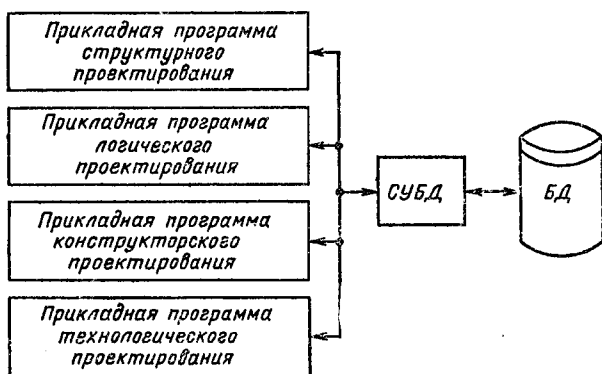 Прикладная программа
структурного
проектирования
Прикладная программа
логического
проектирования
Прикладная программа
конструкторского
проектирования
Прикладная программа
технологического
проектирования
СУБД
БД